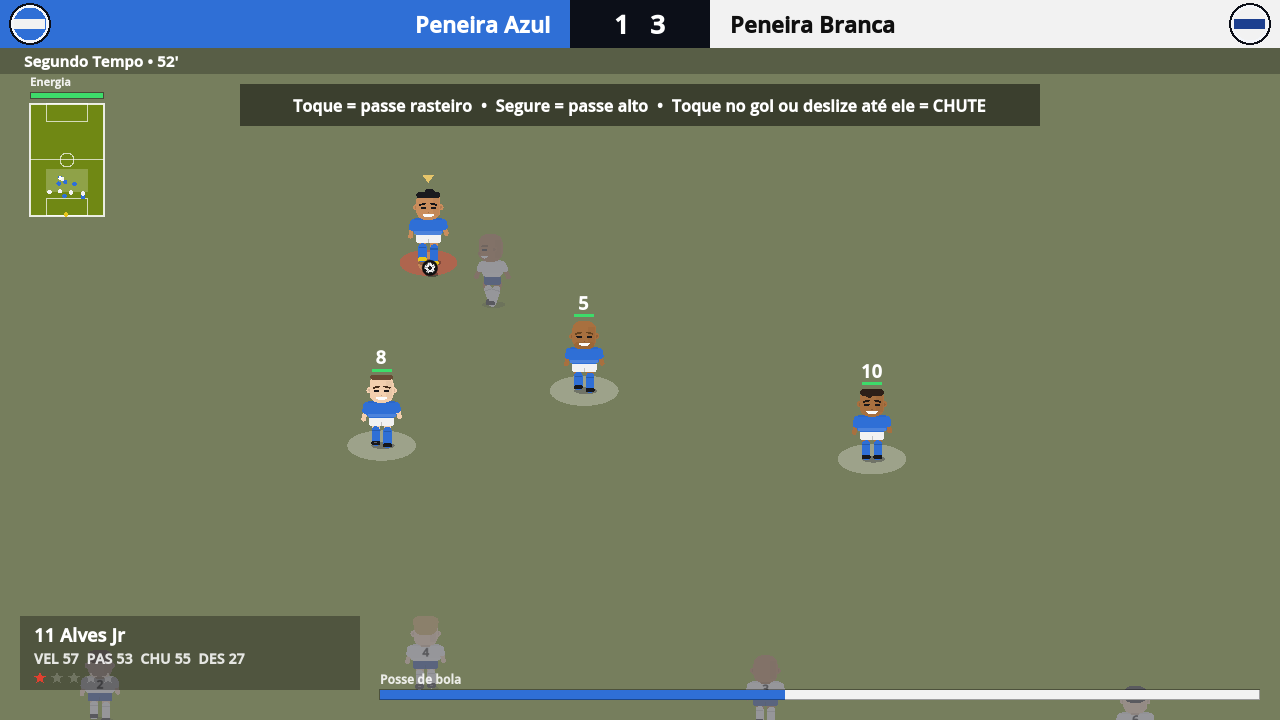 Peneira Azul
1 3
Peneira Branca
Segundo Tempo • 52'
Energia
Toque = passe rasteiro • Segure = passe alto • Toque no gol ou deslize até ele = CHUTE
5
8
10
11 Alves Jr
VEL 57 PAS 53 CHU 55 DES 27
4
2
Posse de bola
3